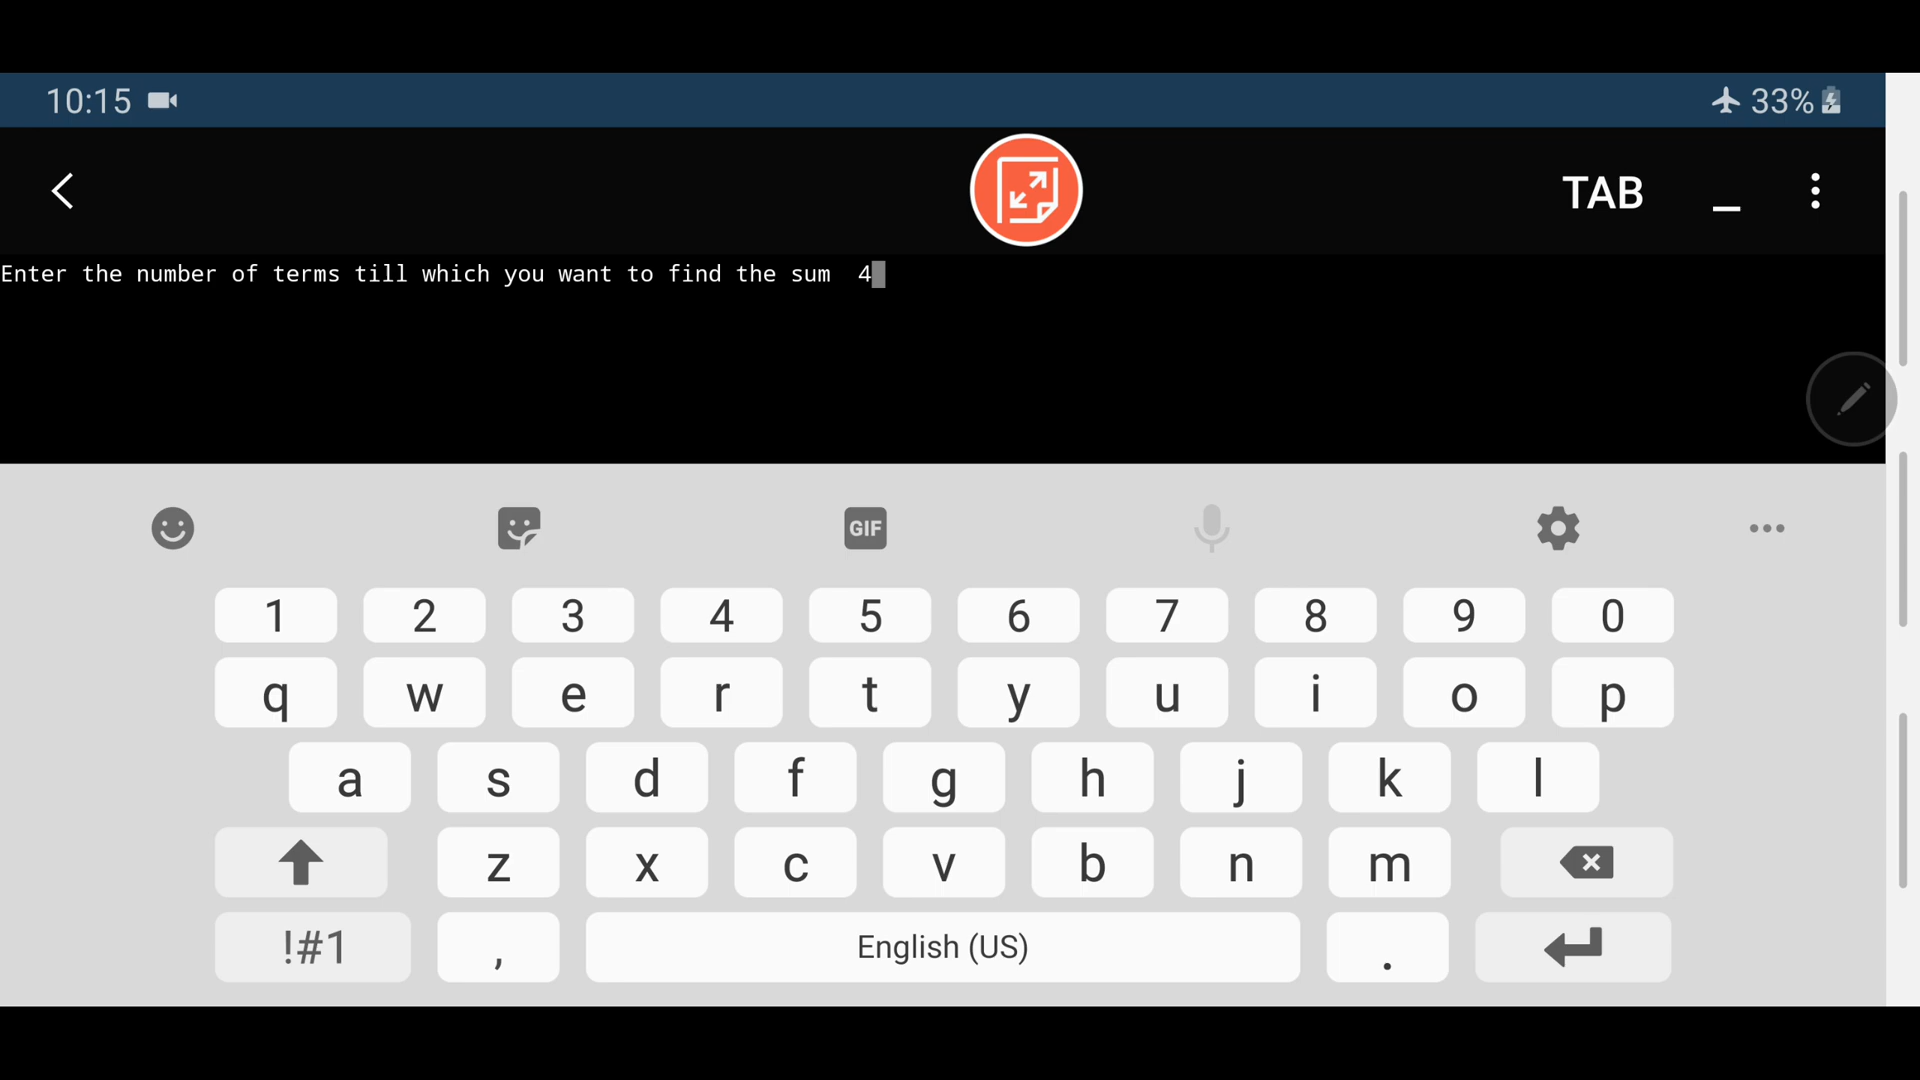 10:15 33%
TAB _
Enter the number of terms till which you want to find the sum  4
GIF
1 2 3 4 5 6 7 8 9 0
q w e r t y u i o p
a s d f g h j k l
z x c v b n m
!#1 , English (US) .